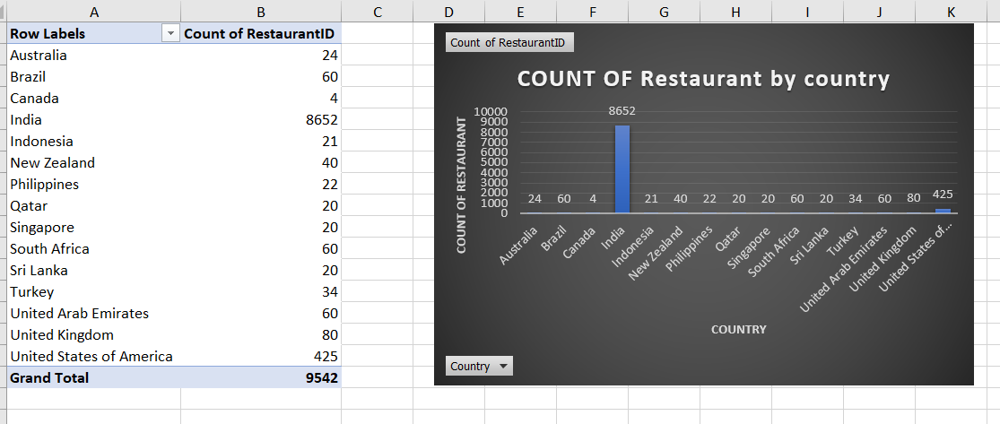 A B C D E F G H I J K
Row Labels Count of RestaurantID
Australia 24
Brazil 60
Canada 4
India 8652
Indonesia 21
New Zealand 40
Philippines 22
Qatar 20
Singapore 20
South Africa 60
Sri Lanka 20
Turkey 34
United Arab Emirates 60
United Kingdom 80
United States of America 425
Grand Total 9542
Count of RestaurantID
COUNT OF Restaurant by country
COUNT OF RESTAURANT
10000
9000
8000
7000
6000
5000
4000
3000
2000
1000
0
24 60 4 8652 21 40 22 20 20 60 20 34 60 80 425
Australia
Brazil
Canada
India
Indonesia
New Zealand
Philippines
Qatar
Singapore
South Africa
Sri Lanka
Turkey
United Arab Emirates
United Kingdom
United States of...
COUNTRY
Country